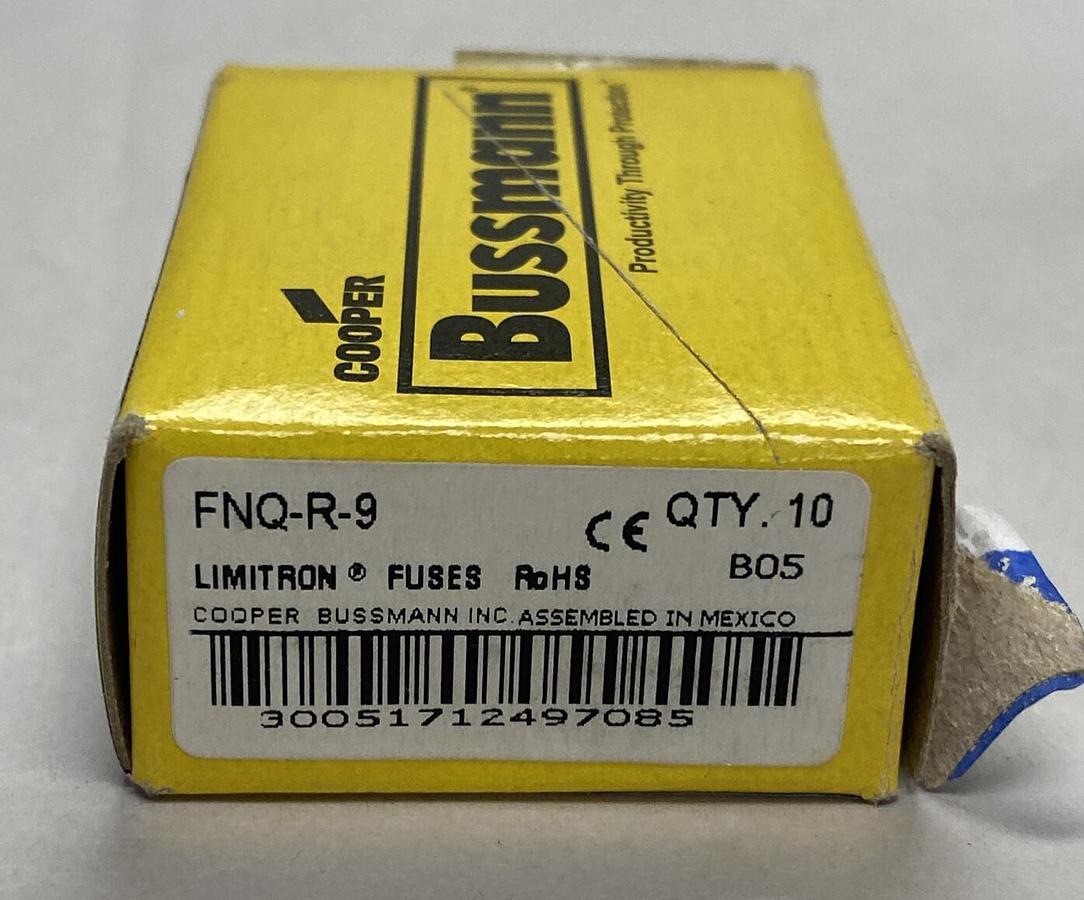 COOPER
Bussmann
Productivity Through Protection
FNQ-R-9
CE QTY. 10
LIMITRON® FUSES RoHS
B05
COOPER BUSSMANN INC. ASSEMBLED IN MEXICO
30051712497085